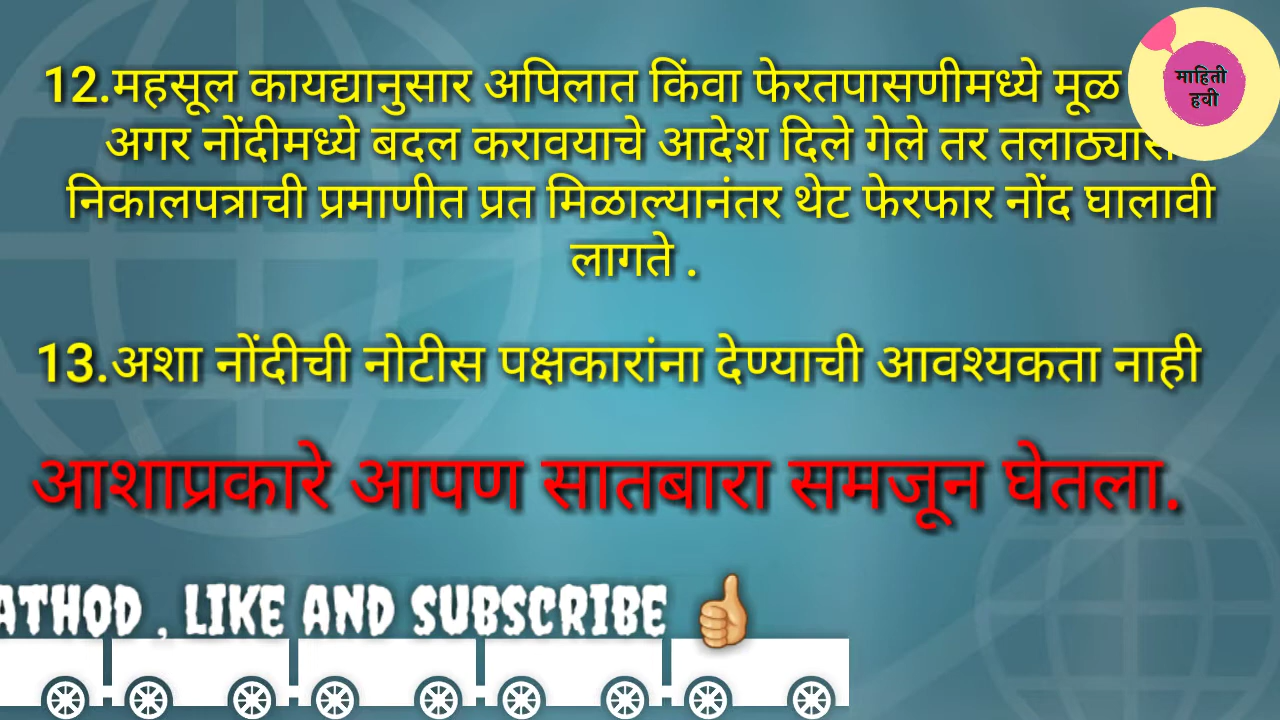 माहिती
हवी
12.महसूल कायद्यानुसार अपिलात किंवा फेरतपासणीमध्ये मूळ
अगर नोंदीमध्ये बदल करावयाचे आदेश दिले गेले तर
निकालपत्राची प्रमाणीत प्रत मिळाल्यानंतर थेट फेरफार नोंद घालावी
लागते .
13.अशा नोंदीची नोटीस पक्षकारांना देण्याची आवश्यकता नाही
आशाप्रकारे आपण सातबारा समजून घेतला.
ATHOD , LIKE AND SUBSCRIBE 👍